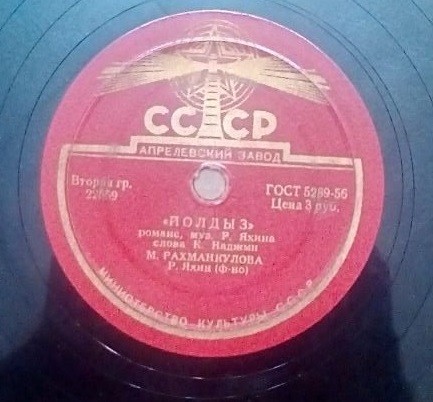 СССР
АПРЕЛЕВСКИЙ ЗАВОД
Вторая гр.
ГОСТ 5289-56
Цена 3 руб.
«ЙОЛДЫЗ»
романс, муз. Р. Яхина
слова К. Наджми
М. РАХМАНКУЛОВА
Р. Яхин (ф-но)
МИНИСТЕРСТВО КУЛЬТУРЫ СССР